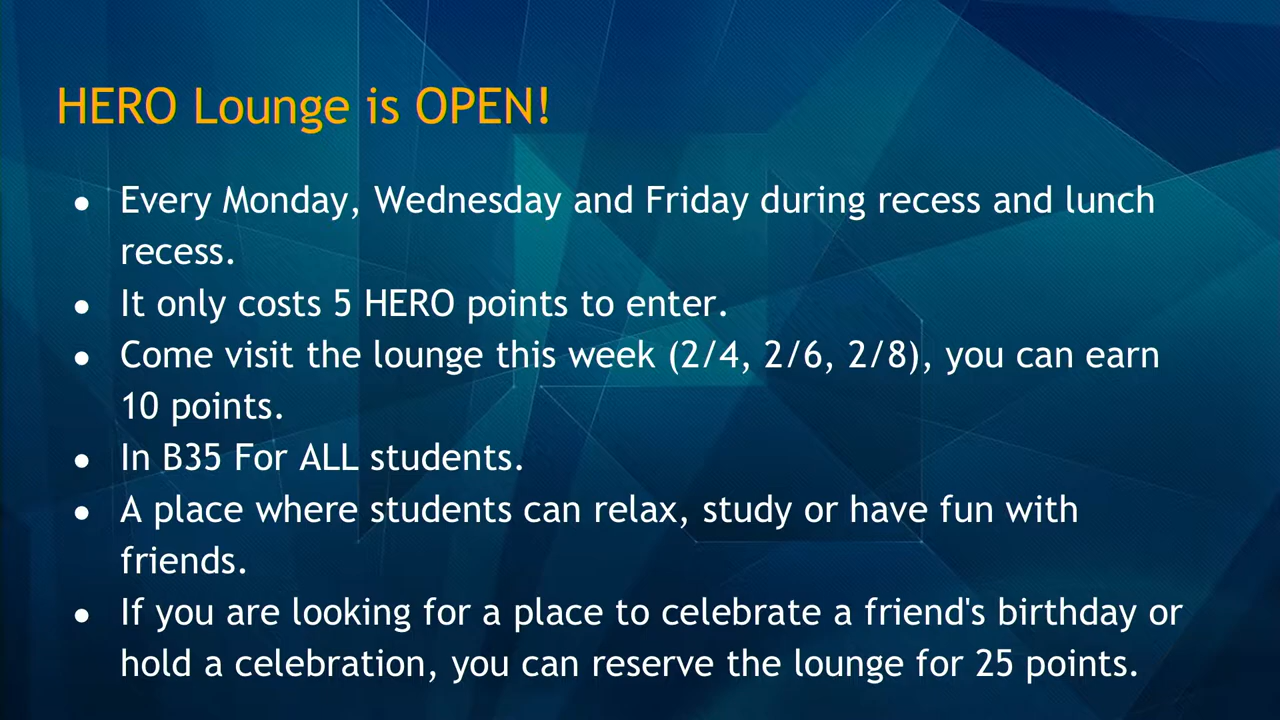 HERO Lounge is OPEN!
● Every Monday, Wednesday and Friday during recess and lunch
recess.
● It only costs 5 HERO points to enter.
● Come visit the lounge this week (2/4, 2/6, 2/8), you can earn
10 points.
● In B35 For ALL students.
● A place where students can relax, study or have fun with
friends.
● If you are looking for a place to celebrate a friend's birthday or
hold a celebration, you can reserve the lounge for 25 points.